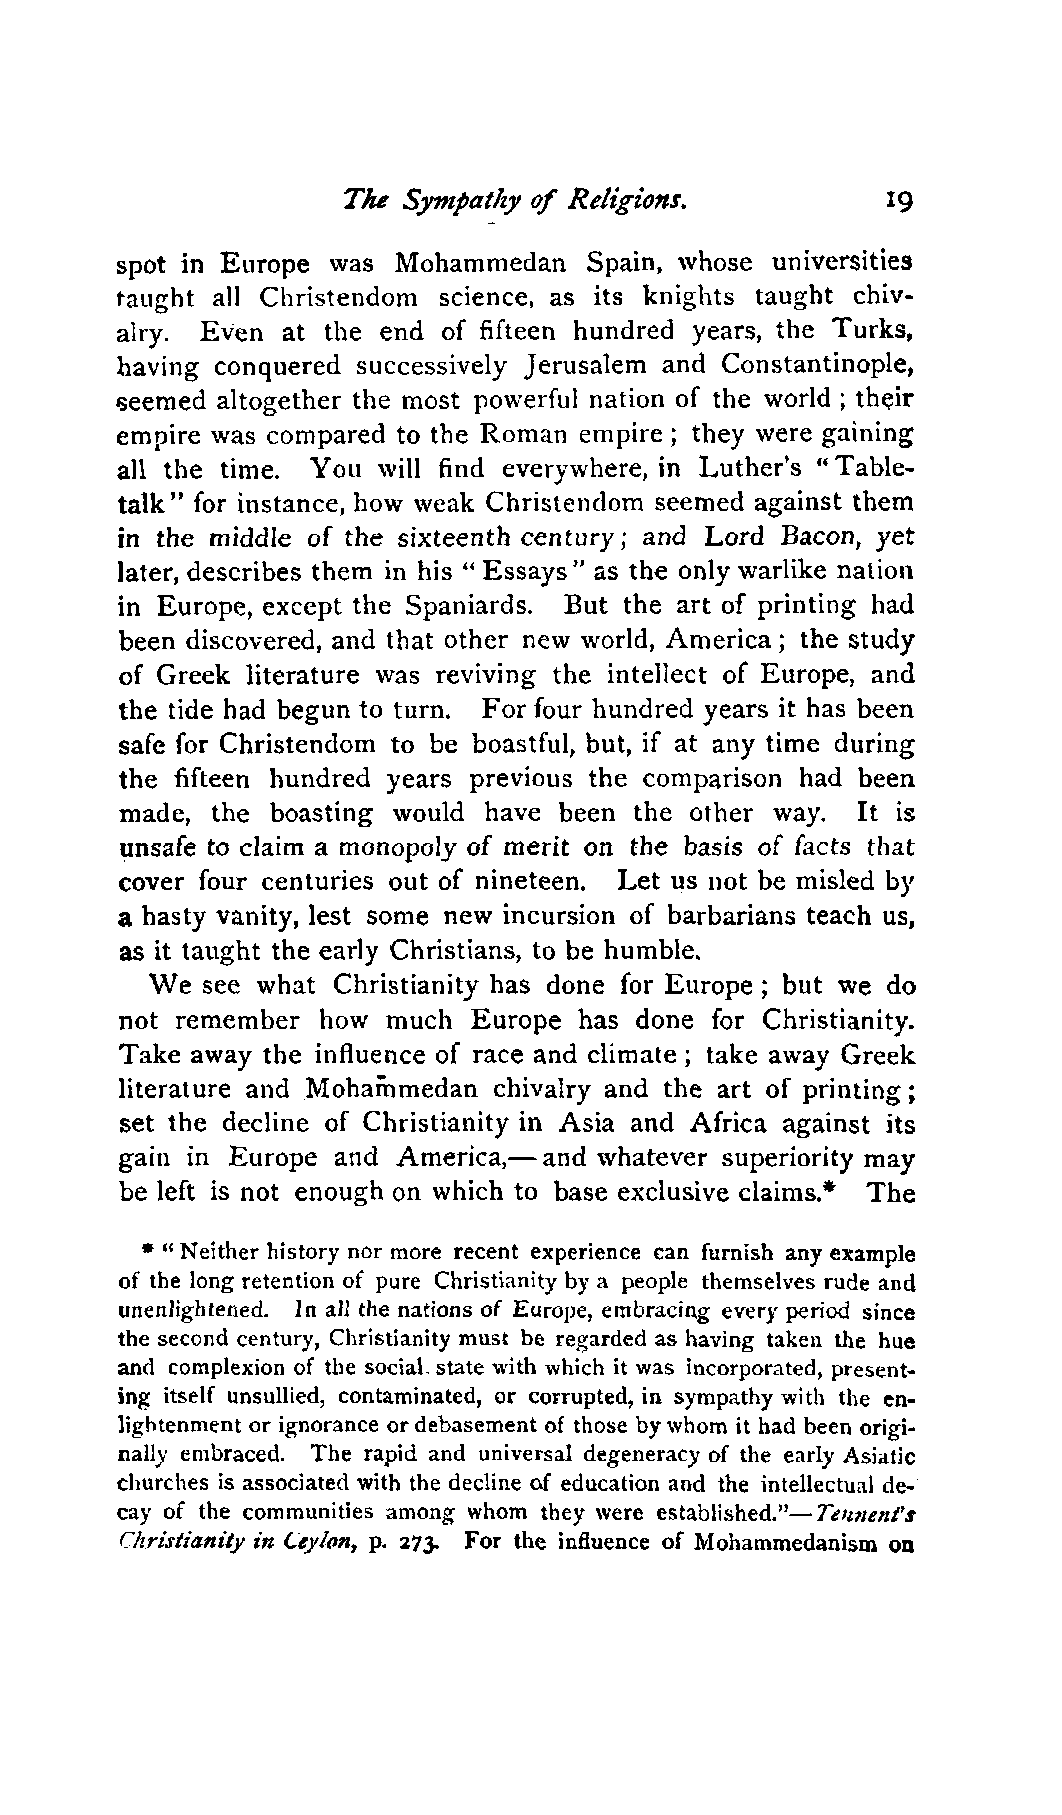 The Sympathy of Religions. 19
spot in Europe was Mohammedan Spain, whose universities
taught all Christendom science, as its knights taught chiv-
alry. Even at the end of fifteen hundred years, the Turks,
having conquered successively Jerusalem and Constantinople,
seemed altogether the most powerful nation of the world ; their
empire was compared to the Roman empire ; they were gaining
all the time. You will find everywhere, in Luther's "Table-
talk" for instance, how weak Christendom seemed against them
in the middle of the sixteenth century; and Lord Bacon, yet
later, describes them in his "Essays" as the only warlike nation
in Europe, except the Spaniards. But the art of printing had
been discovered, and that other new world, America ; the study
of Greek literature was reviving the intellect of Europe, and
the tide had begun to turn. For four hundred years it has been
safe for Christendom to be boastful, but, if at any time during
the fifteen hundred years previous the comparison had been
made, the boasting would have been the other way. It is
unsafe to claim a monopoly of merit on the basis of facts that
cover four centuries out of nineteen. Let us not be misled by
a hasty vanity, lest some new incursion of barbarians teach us,
as it taught the early Christians, to be humble.
We see what Christianity has done for Europe ; but we do
not remember how much Europe has done for Christianity.
Take away the influence of race and climate ; take away Greek
literature and Mohammedan chivalry and the art of printing ;
set the decline of Christianity in Asia and Africa against its
gain in Europe and America,— and whatever superiority may
be left is not enough on which to base exclusive claims.* The
* "Neither history nor more recent experience can furnish any example
of the long retention of pure Christianity by a people themselves rude and
unenlightened. In all the nations of Europe, embracing every period since
the second century, Christianity must be regarded as having taken the hue
and complexion of the social state with which it was incorporated, present-
ing itself unsullied, contaminated, or corrupted, in sympathy with the en-
lightenment or ignorance or debasement of those by whom it had been origi-
nally embraced. The rapid and universal degeneracy of the early Asiatic
churches is associated with the decline of education and the intellectual de-
cay of the communities among whom they were established."—Tennent's
Christianity in Ceylon, p. 273. For the influence of Mohammedanism on